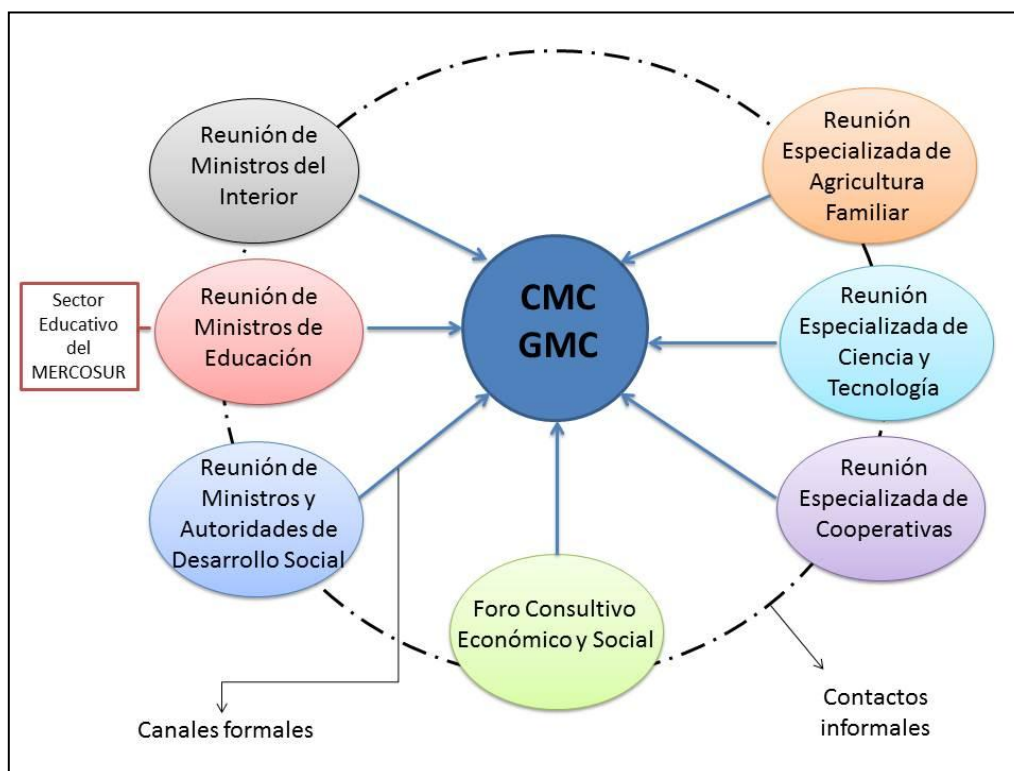 Reunión de
Ministros del
Interior
Reunión
Especializada de
Agricultura
Familiar
CMC
GMC
Sector
Educativo
del
MERCOSUR
Reunión de
Ministros de
Educación
Reunión
Especializada de
Ciencia y
Tecnología
Reunión de
Ministros y
Autoridades de
Desarrollo Social
Reunión
Especializada de
Cooperativas
Foro Consultivo
Económico y Social
Canales formales
Contactos
informales